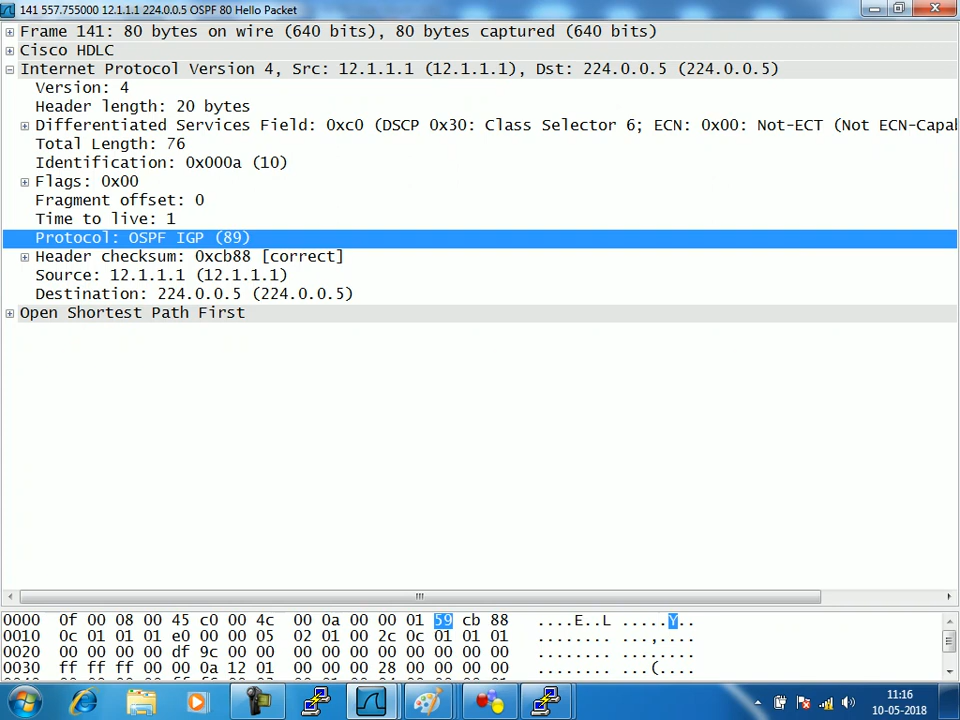 141 557.755000 12.1.1.1 224.0.0.5 OSPF 80 Hello Packet
Frame 141: 80 bytes on wire (640 bits), 80 bytes captured (640 bits)
Cisco HDLC
Internet Protocol Version 4, Src: 12.1.1.1 (12.1.1.1), Dst: 224.0.0.5 (224.0.0.5)
Version: 4
Header length: 20 bytes
Differentiated Services Field: 0xc0 (DSCP 0x30: Class Selector 6; ECN: 0x00: Not-ECT (Not ECN-Capab
Total Length: 76
Identification: 0x000a (10)
Flags: 0x00
Fragment offset: 0
Time to live: 1
Protocol: OSPF IGP (89)
Header checksum: 0xcb88 [correct]
Source: 12.1.1.1 (12.1.1.1)
Destination: 224.0.0.5 (224.0.0.5)
Open Shortest Path First
0000 0f 00 08 00 45 c0 00 4c 00 0a 00 00 01 59 cb 88 ....E..L .....Y..
0010 0c 01 01 01 e0 00 00 05 02 01 00 2c 0c 01 01 01 ........ ...,....
0020 00 00 00 00 df 9c 00 00 00 00 00 00 00 00 00 00 ........ ........
0030 ff ff ff 00 00 0a 12 01 00 00 00 28 00 00 00 00 ........ ...(....
11:16
10-05-2018